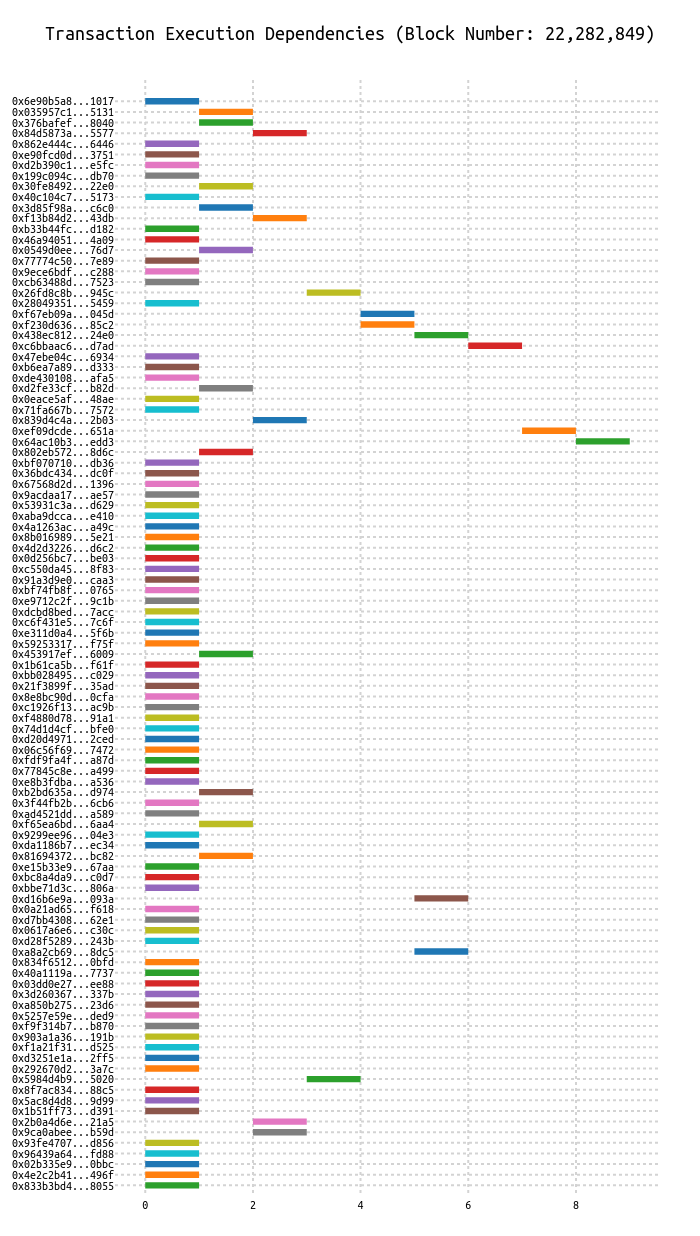 Transaction Execution Dependencies (Block Number: 22,282,849)
0x6e90b5a8...1017
0x035957c1...5131
0x376bafef...8040
0x84d5873a...5577
0x862e444c...6446
0xe90fcd0d...3751
0xd2b390c1...e5fc
0x199c094c...db70
0x30fe8492...22e0
0x40c104c7...5173
0x3d85f98a...c6c0
0xf13b84d2...43db
0xb33b44fc...d182
0x46a94051...4a09
0x0549d0ee...76d7
0x77774c50...7e89
0x9ece6bdf...c288
0xcb63488d...7523
0x26fd8c8b...945c
0x28049351...5459
0xf67eb09a...045d
0xf230d636...85c2
0x438ec812...24e0
0xc6bbaac6...d7ad
0x47ebe04c...6934
0xb6ea7a89...d333
0xde430108...afa5
0xd2fe33cf...b82d
0x0eace5af...48ae
0x71fa667b...7572
0x839d4c4a...2b03
0xef09dcde...651a
0x64ac10b3...edd3
0x802eb572...8d6c
0xbf070710...db36
0x36bdc434...dc0f
0x67568d2d...1396
0x9acdaa17...ae57
0x53931c3a...d629
0xaba9dcca...e410
0x4a1263ac...a49c
0x8b016989...5e21
0x4d2d3226...d6c2
0x0d256bc7...be03
0xc550da45...8f83
0x91a3d9e0...caa3
0xbf74fb8f...0765
0xe9712c2f...9c1b
0xdcbd8bed...7acc
0xc6f431e5...7c6f
0xe311d0a4...5f6b
0x59253317...f75f
0x453917ef...6009
0x1b61ca5b...f61f
0xbb028495...c029
0x21f3899f...35ad
0x8e8bc90d...0cfa
0xc1926f13...ac9b
0xf4880d78...91a1
0x74d1d4cf...bfe0
0xd20d4971...2ced
0x06c56f69...7472
0xfdf9fa4f...a87d
0x77845c8e...a499
0xe8b3fdba...a536
0xb2bd635a...d974
0x3f44fb2b...6cb6
0xad4521dd...a589
0xf65ea6bd...6aa4
0x9299ee96...04e3
0xda1186b7...ec34
0x81694372...bc82
0xe15b33e9...67aa
0xbc8a4da9...c0d7
0xbbe71d3c...806a
0xd16b6e9a...093a
0x0a21ad65...f618
0xd7bb4308...62e1
0x0617a6e6...c30c
0xd28f5289...243b
0xa8a2cb69...8dc5
0x834f6512...0bfd
0x40a1119a...7737
0x03dd0e27...ee88
0x3d260367...337b
0xa850b275...23d6
0x5257e59e...ded9
0xf9f314b7...b870
0x903a1a36...191b
0xf1a21f31...d525
0xd3251e1a...2ff5
0x292670d2...3a7c
0x5984d4b9...5020
0x8f7ac834...88c5
0x5ac8d4d8...9d99
0x1b51ff73...d391
0x2b0a4d6e...21a5
0x9ca0abee...b59d
0x93fe4707...d856
0x96439a64...fd88
0x02b335e9...0bbc
0x4e2c2b41...496f
0x833b3bd4...8055
0 2 4 6 8